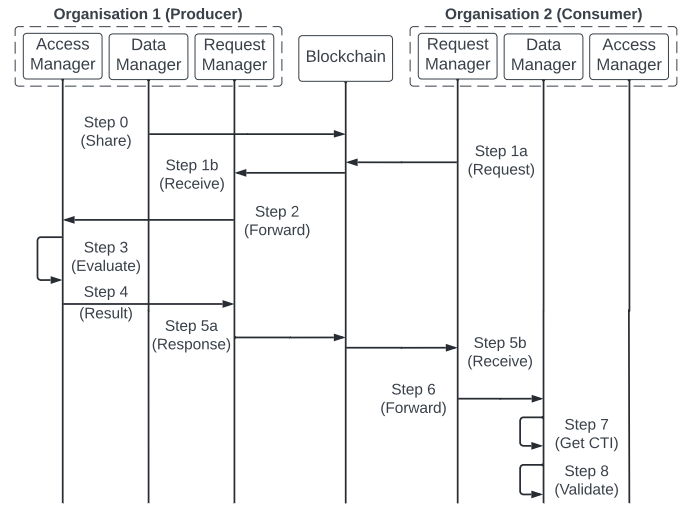 Organisation 1 (Producer)
Organisation 2 (Consumer)
Access
Manager
Data
Manager
Request
Manager
Blockchain
Request
Manager
Data
Manager
Access
Manager
Step 0
(Share)
Step 1a
(Request)
Step 1b
(Receive)
Step 2
(Forward)
Step 3
(Evaluate)
Step 4
(Result)
Step 5a
(Response)
Step 5b
(Receive)
Step 6
(Forward)
Step 7
(Get CTI)
Step 8
(Validate)